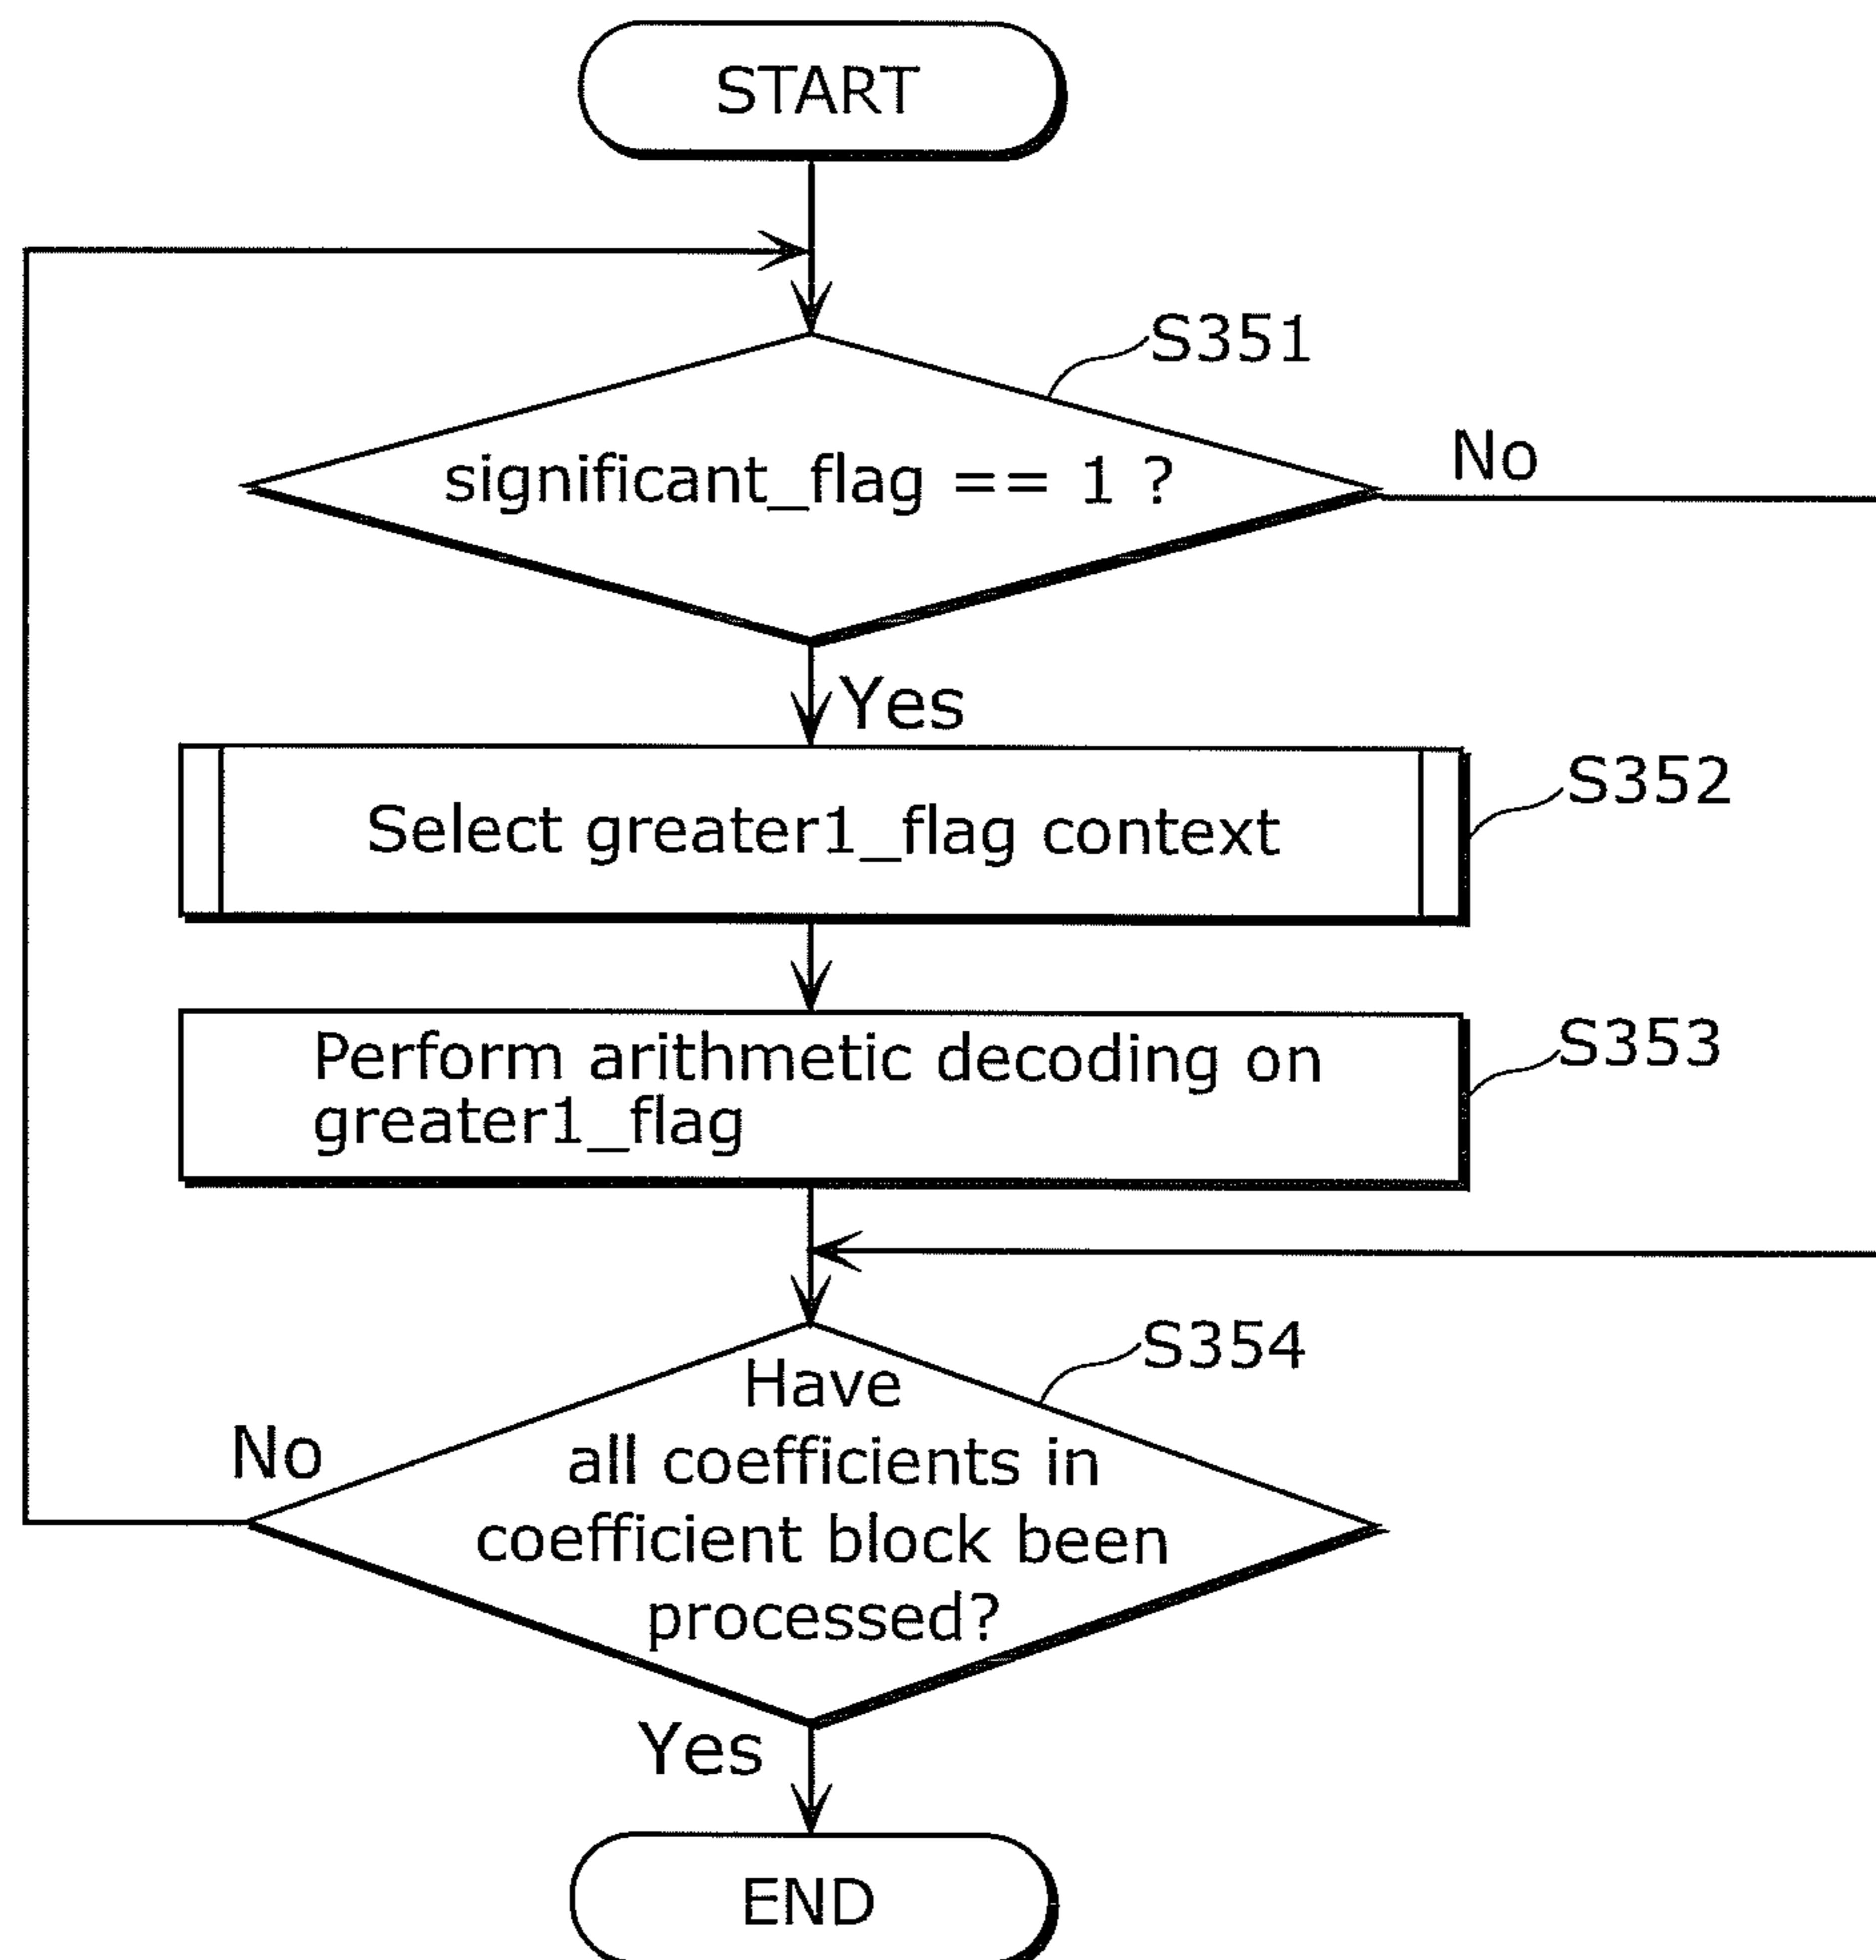 START
S351
significant_flag == 1 ?
No
Yes
S352
Select greater1_flag context
S353
Perform arithmetic decoding on
greater1_flag
S354
Have
all coefficients in
coefficient block been
processed?
No
Yes
END